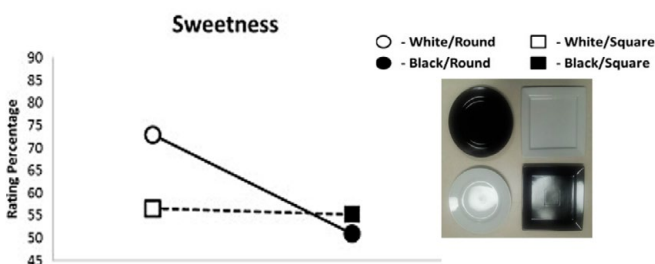 Sweetness
- White/Round
- White/Square
- Black/Round
- Black/Square
Rating Percentage
90
85
80
75
70
65
60
55
50
45